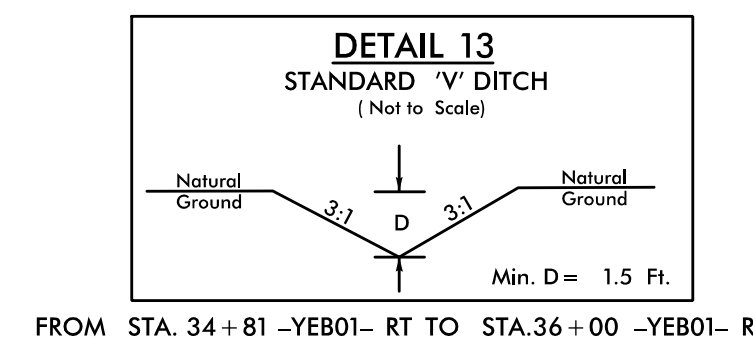 DETAIL 13
STANDARD 'V' DITCH
( Not to Scale)
Natural
Ground
3:1
D
3:1
Natural
Ground
Min. D = 1.5 Ft.
FROM STA. 34+81 -YEB01- RT TO STA.36+00 -YEB01- R